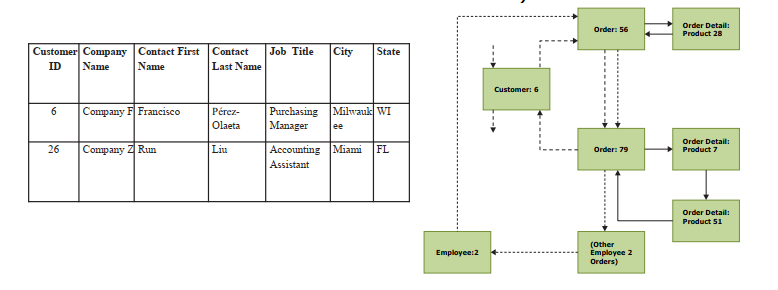 Customer ID
Company Name
Contact First Name
Contact Last Name
Job Title
City
State
6
Company F
Francisco
Pérez-
Olaeta
Purchasing
Manager
Milwauk
ee
WI
26
Company Z
Run
Liu
Accounting
Assistant
Miami
FL
Order: 56
Order Detail:
Product 28
Customer: 6
Order: 79
Order Detail:
Product 7
Order Detail:
Product 51
Employee:2
(Other
Employee 2
Orders)